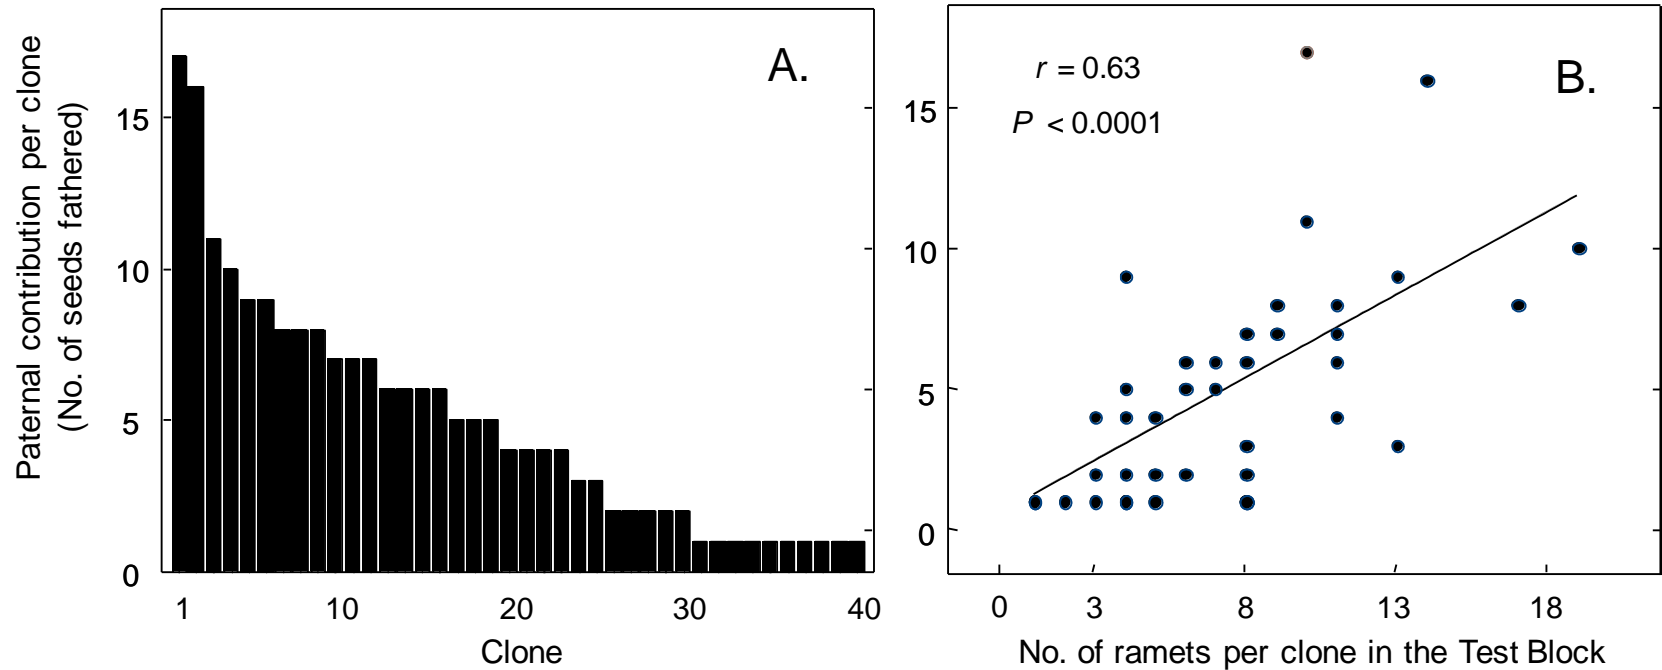 Paternal contribution per clone
(No. of seeds fathered)
A.
15
10
5
0
1 10 20 30 40
Clone
r = 0.63
P < 0.0001
B.
15
10
5
0
0 3 8 13 18
No. of ramets per clone in the Test Block